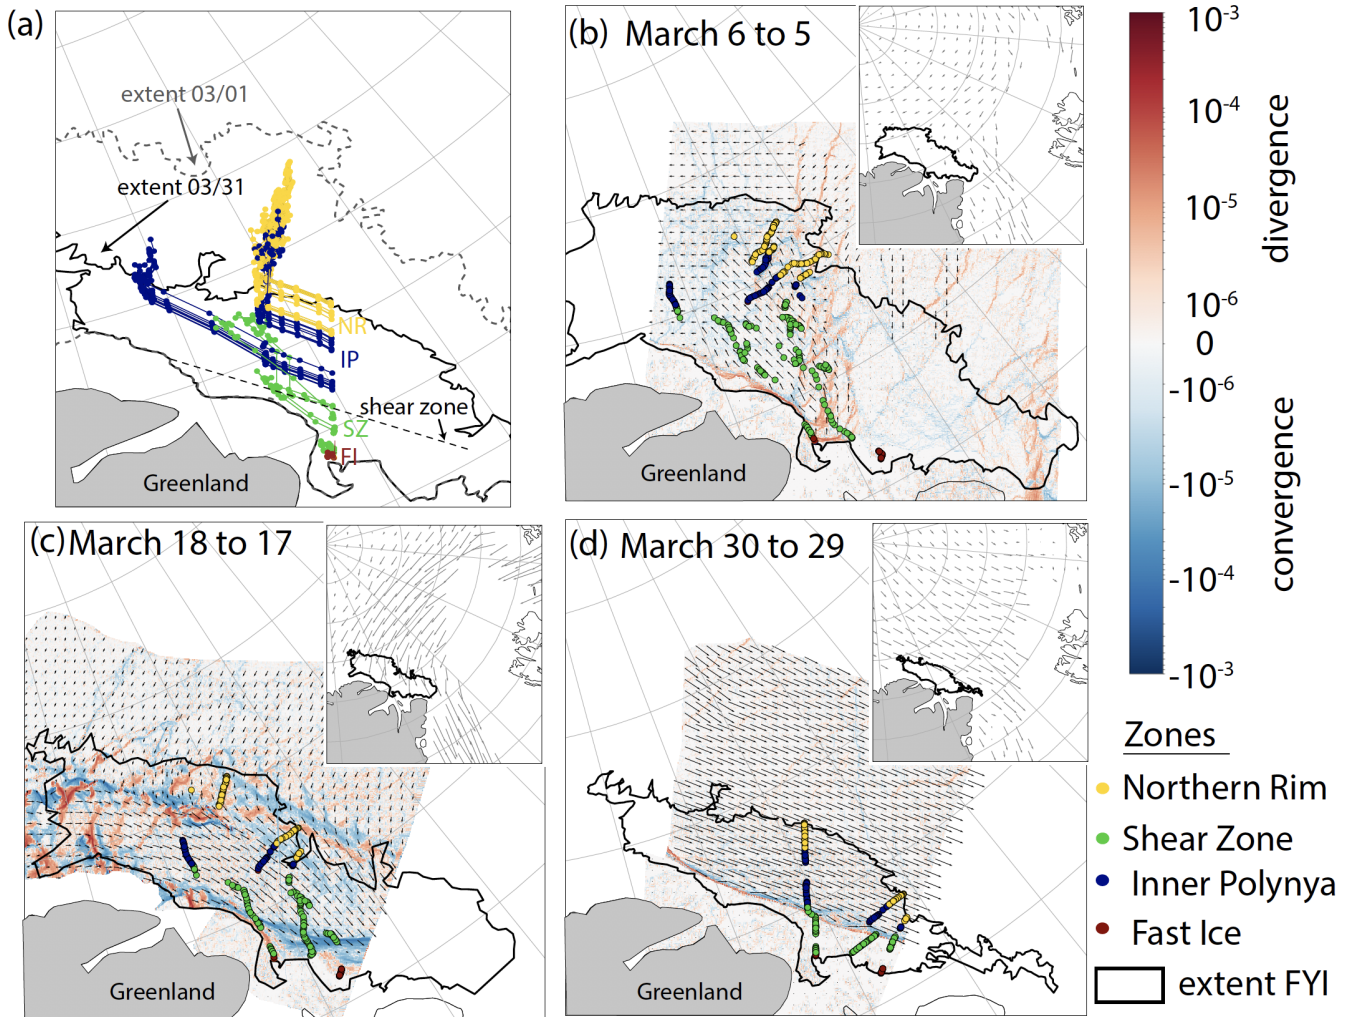 (a)
extent 03/01
extent 03/31
NR
IP
shear zone
SZ
FI
Greenland
(b) March 6 to 5
Greenland
(c) March 18 to 17
Greenland
(d) March 30 to 29
Greenland
10-3
10-4
10-5
10-6
0
-10-6
-10-5
-10-4
-10-3
divergence
convergence
Zones
Northern Rim
Shear Zone
Inner Polynya
Fast Ice
extent FYI